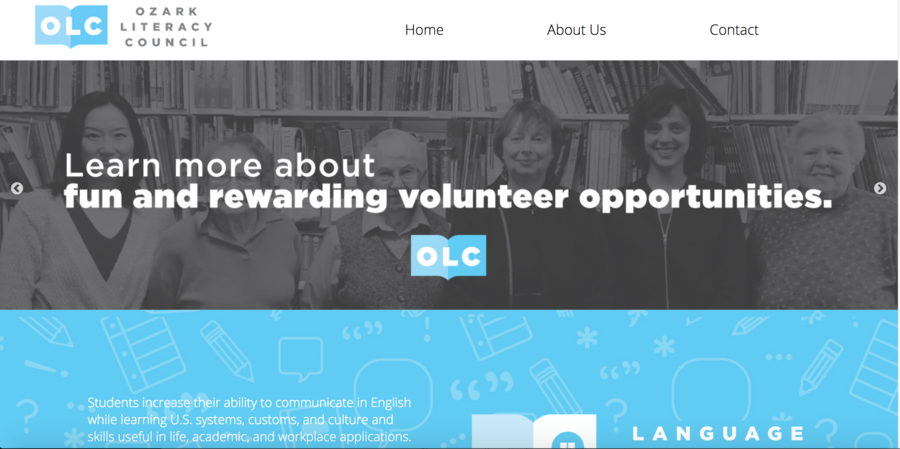 OLC
OZARK
LITERACY
COUNCIL
Home
About Us
Contact
Learn more about
fun and rewarding volunteer opportunities.
OLC
Students increase their ability to communicate in English
while learning U.S. systems, customs, and culture and
skills useful in life, academic, and workplace applications.
LANGUAGE